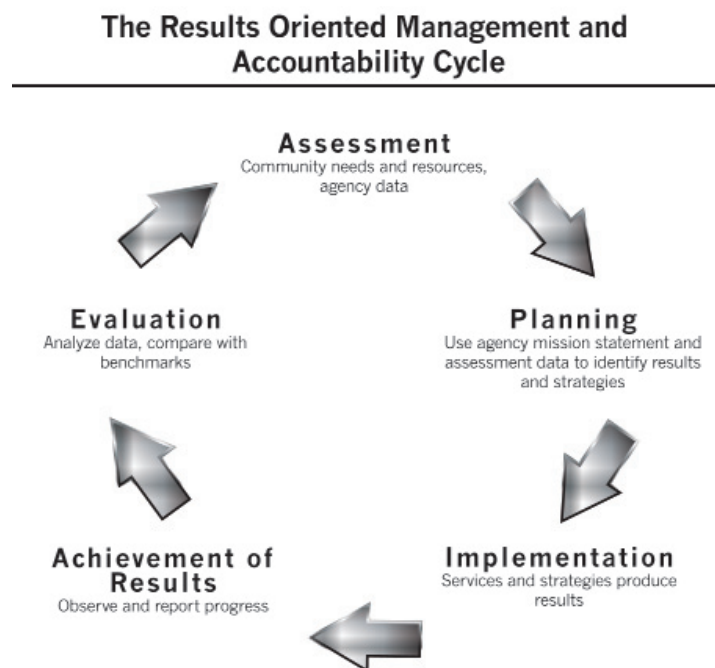 The Results Oriented Management and
Accountability Cycle
Assessment
Community needs and resources,
agency data
Planning
Use agency mission statement and
assessment data to identify results
and strategies
Implementation
Services and strategies produce
results
Achievement of
Results
Observe and report progress
Evaluation
Analyze data, compare with
benchmarks